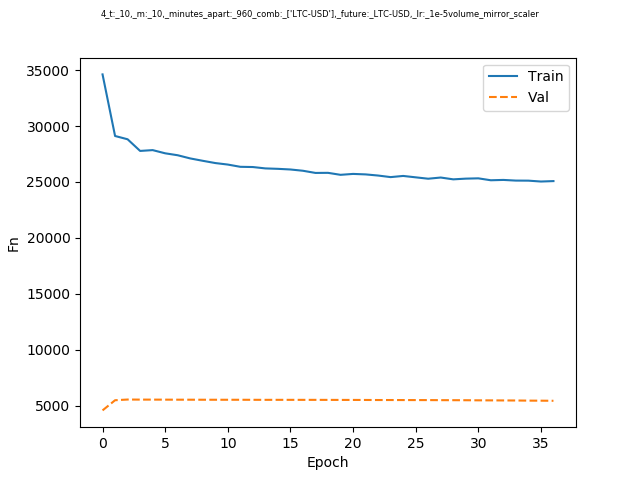 4_t:_10,_m:_10,_minutes_apart:_960_comb:_['LTC-USD'],_future:_LTC-USD,_lr:_1e-5volume_mirror_scaler
Train
Val
35000
30000
25000
20000
15000
10000
5000
Fn
0 5 10 15 20 25 30 35
Epoch